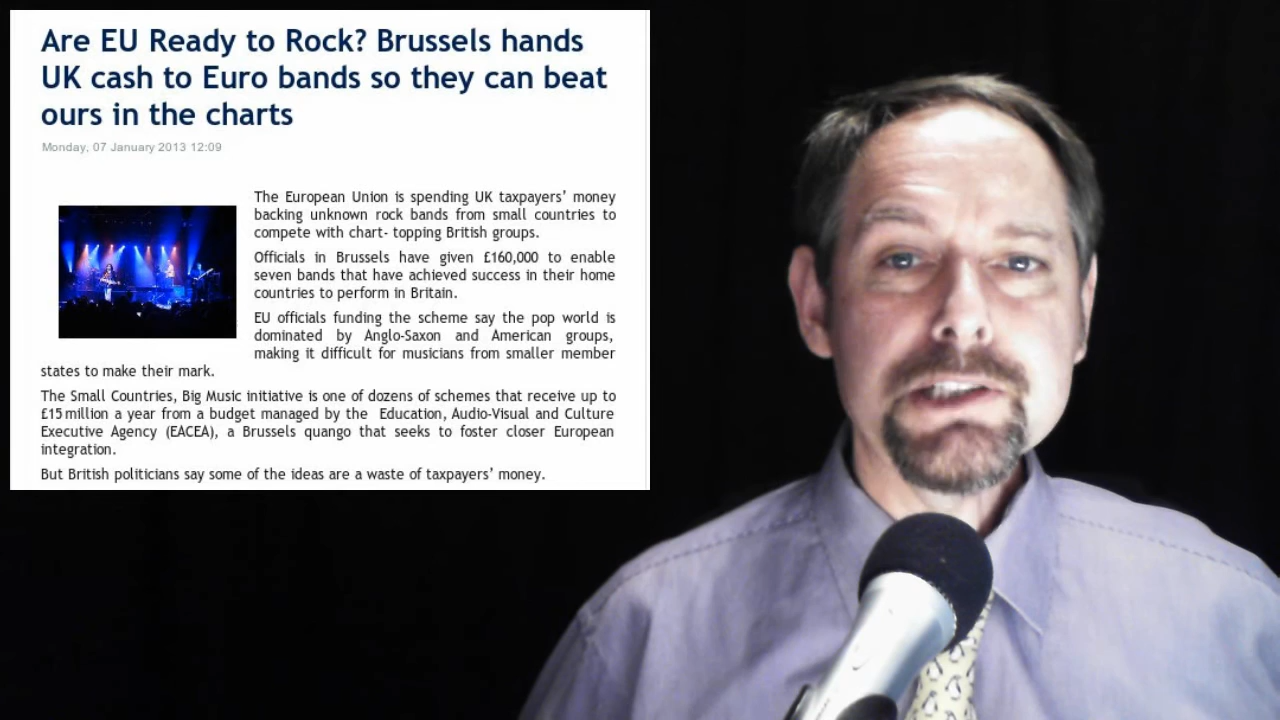 Are EU Ready to Rock? Brussels hands
UK cash to Euro bands so they can beat
ours in the charts
Monday, 07 January 2013 12:09
The European Union is spending UK taxpayers’ money
backing unknown rock bands from small countries to
compete with chart- topping British groups.
Officials in Brussels have given £160,000 to enable
seven bands that have achieved success in their home
countries to perform in Britain.
EU officials funding the scheme say the pop world is
dominated by Anglo-Saxon and American groups,
making it difficult for musicians from smaller member
states to make their mark.
The Small Countries, Big Music initiative is one of dozens of schemes that receive up to
£15 million a year from a budget managed by the Education, Audio-Visual and Culture
Executive Agency (EACEA), a Brussels quango that seeks to foster closer European
integration.
But British politicians say some of the ideas are a waste of taxpayers’ money.